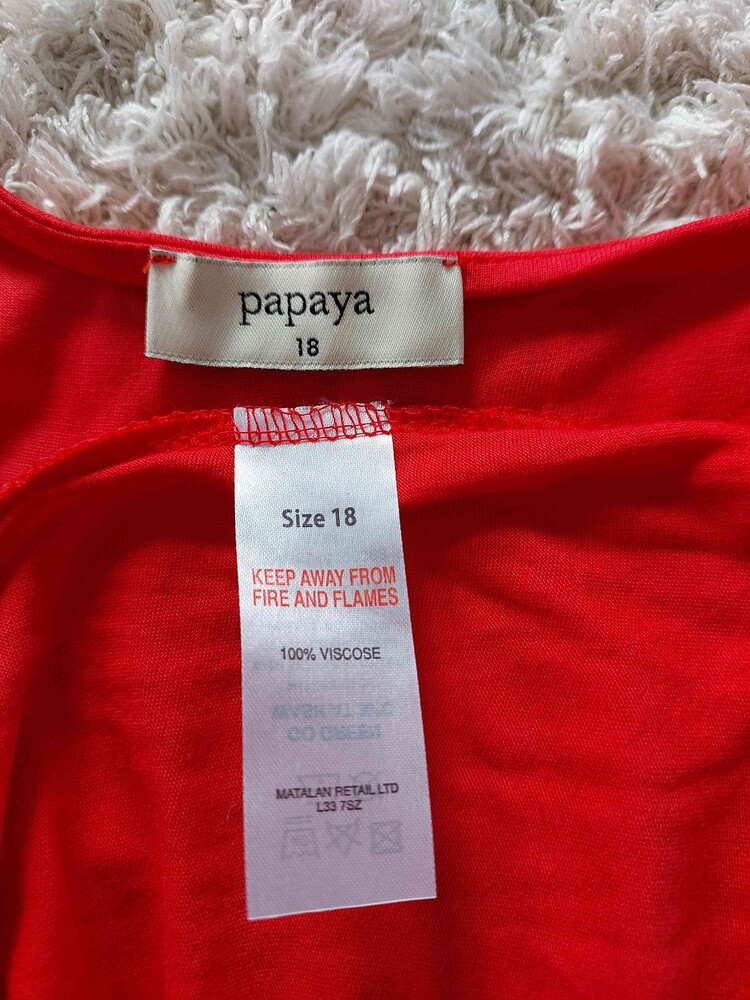 papaya
18
Size 18
KEEP AWAY FROM
FIRE AND FLAMES
100% VISCOSE
MATALAN RETAIL LTD
L33 7SZ